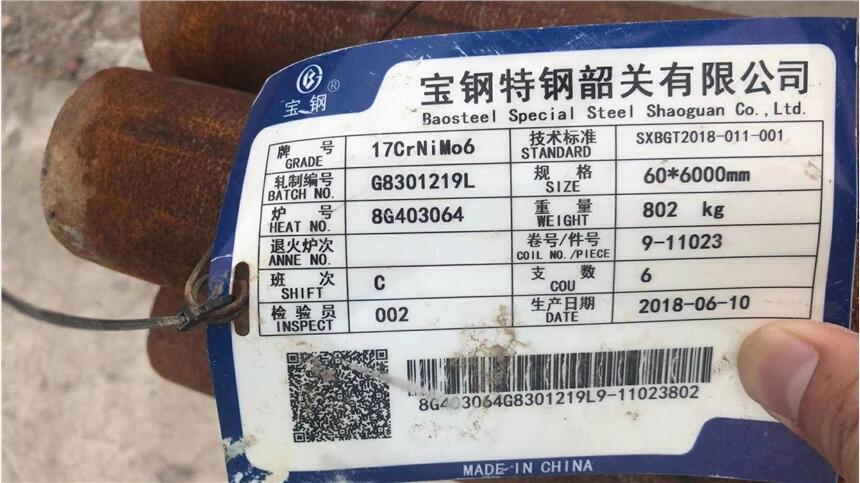 宝钢®
宝钢特钢韶关有限公司
Baosteel Special Steel Shaoguan Co.,Ltd.
牌号 GRADE 17CrNiMo6 技术标准 STANDARD SXBGT2018-011-001
轧制编号 BATCH NO. G8301219L 规格 SIZE 60*6000mm
炉号 HEAT NO. 8G403064 重量 WEIGHT 802 kg
退火炉次 ANNE NO. 卷号/件号 COIL NO./PIECE 9-11023
班次 SHIFT C 支数 COU 6
检验员 INSPECT 002 生产日期 DATE 2018-06-10
8G403064G8301219L9-11023802
MADE IN CHINA